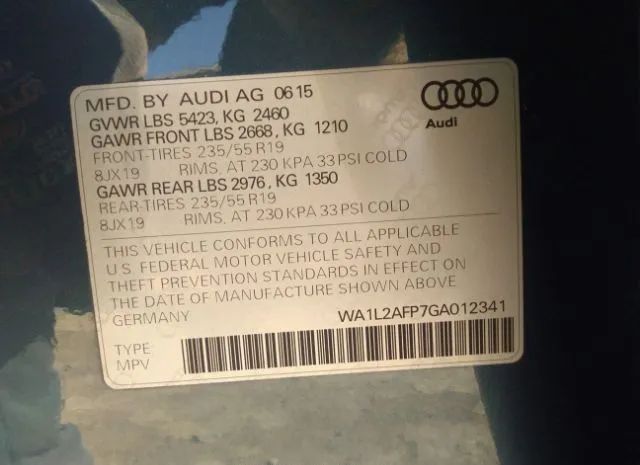 MFD. BY AUDI AG 0615
GVWR LBS 5423, KG 2460
GAWR FRONT LBS 2668, KG 1210
FRONT-TIRES 235/55 R19
8JX19 RIMS, AT 230 KPA 33 PSI COLD
GAWR REAR LBS 2976, KG 1350
REAR-TIRES 235/55 R19
8JX19 RIMS, AT 230 KPA 33 PSI COLD
Audi
THIS VEHICLE CONFORMS TO ALL APPLICABLE
U.S. FEDERAL MOTOR VEHICLE SAFETY AND
THEFT PREVENTION STANDARDS IN EFFECT ON
THE DATE OF MANUFACTURE SHOWN ABOVE.
GERMANY
WA1L2AFP7GA012341
TYPE:
MPV